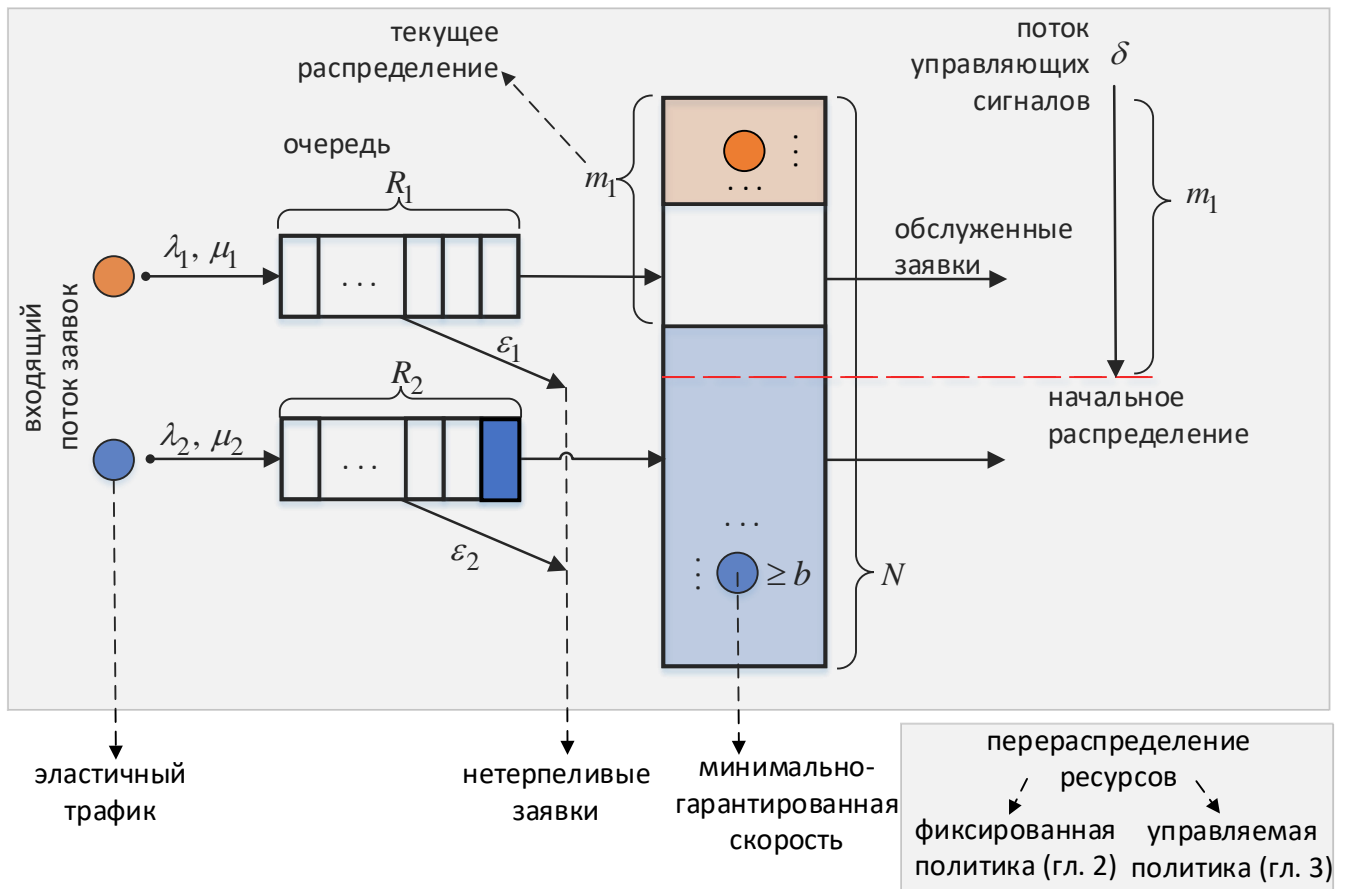 текущее
распределение
поток
управляющих
сигналов
δ
очередь
R1
m1
m1
λ1, μ1
. . .
обслуженные
заявки
входящий
поток заявок
ε1
R2
начальное
распределение
λ2, μ2
. . .
ε2
≥ b
N
эластичный
трафик
нетерпеливые
заявки
минимально-
гарантированная
скорость
перераспределение
ресурсов
фиксированная
политика (гл. 2)
управляемая
политика (гл. 3)